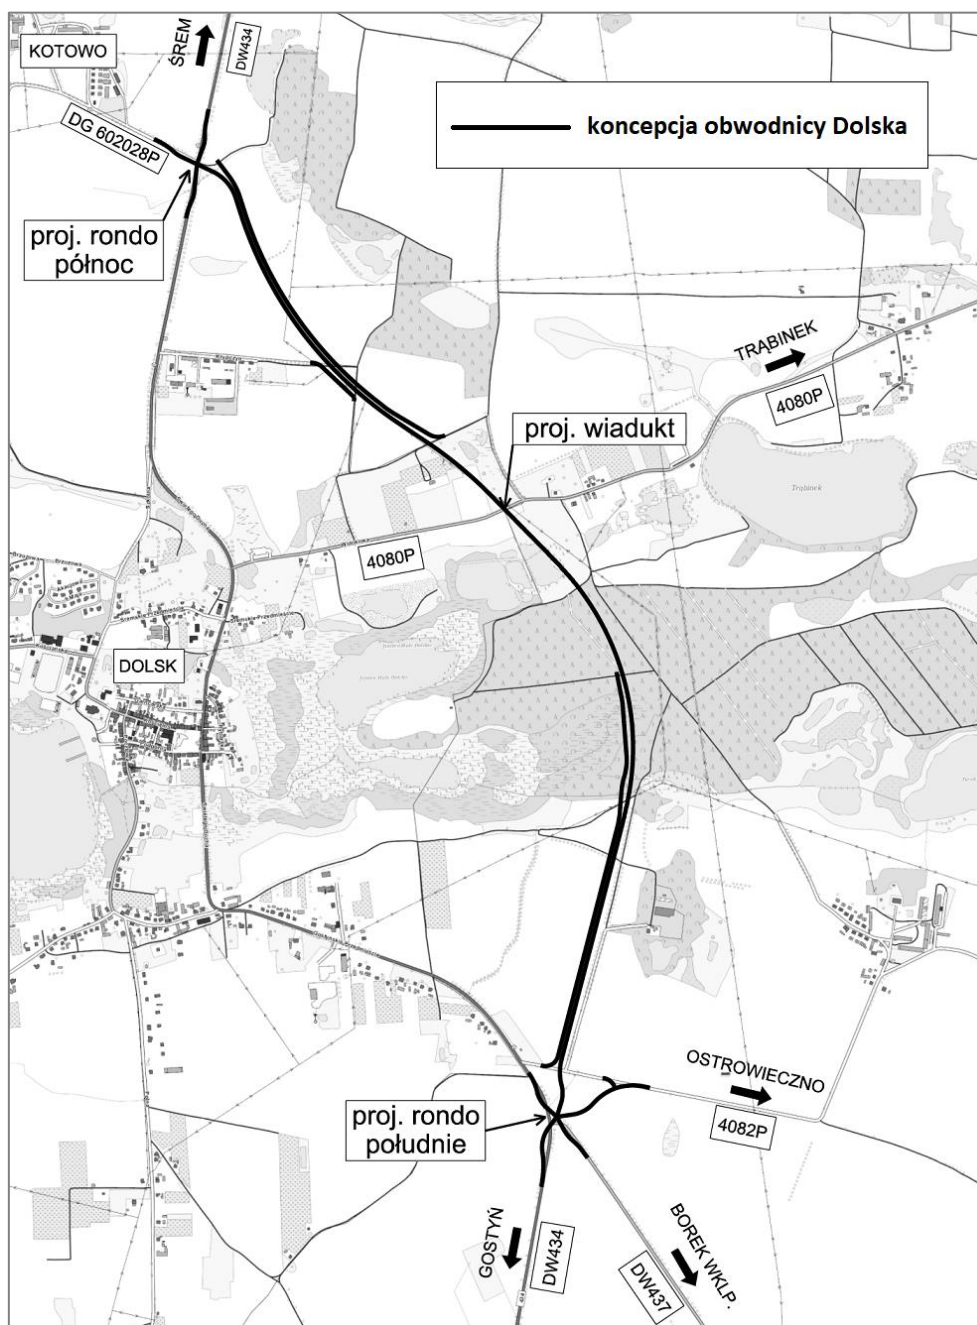 KOTOWO
ŚREM
DW434
DG 602028P
koncepcja obwodnicy Dolska
proj. rondo
północ
TRĄBINEK
4080P
proj. wiadukt
Trąbinek
4080P
DOLSK
OSTROWIECZNO
4082P
proj. rondo
południe
GOSTYŃ
DW434
BOREK WKLP.
DW437